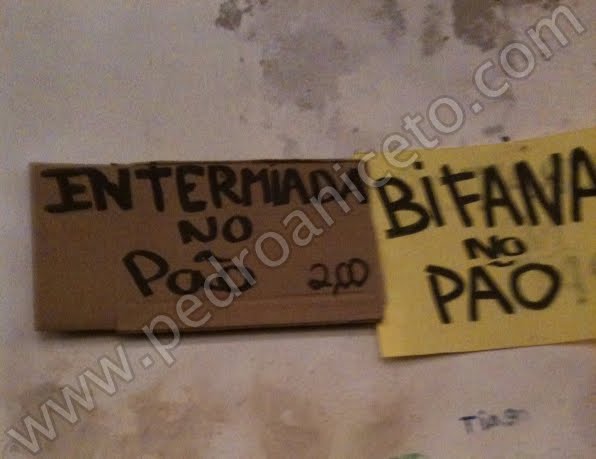 INTERMIADA
NO
PÃO 2,00
BiFANA
NO
PÃO
www.pedroaniceto.com